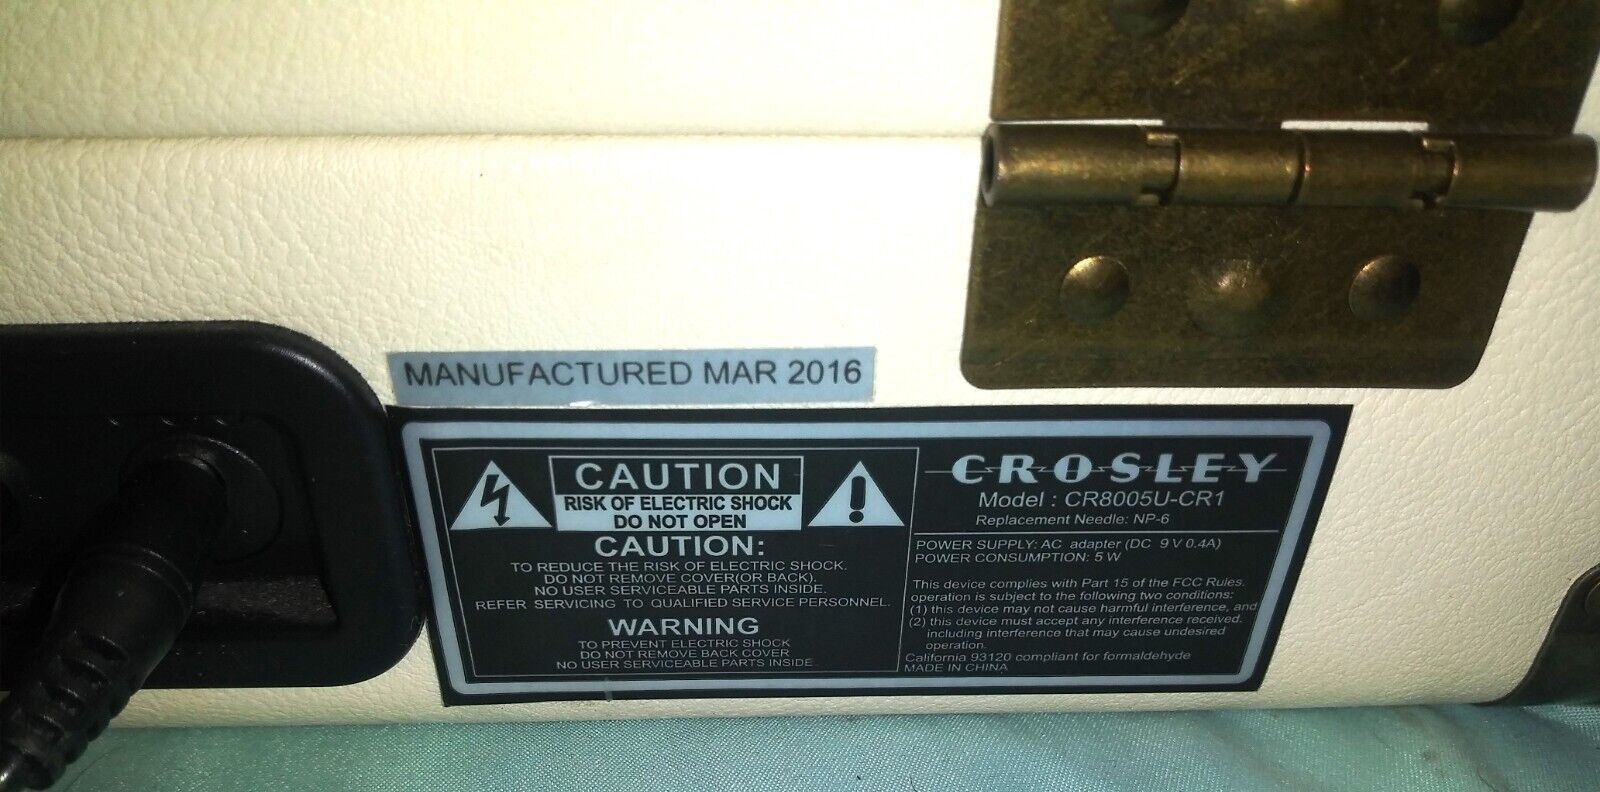 MANUFACTURED MAR 2016
CAUTION
RISK OF ELECTRIC SHOCK
DO NOT OPEN
CAUTION:
TO REDUCE THE RISK OF ELECTRIC SHOCK.
DO NOT REMOVE COVER(OR BACK).
NO USER SERVICEABLE PARTS INSIDE.
REFER SERVICING TO QUALIFIED SERVICE PERSONNEL.
WARNING
TO PREVENT ELECTRIC SHOCK
DO NOT REMOVE BACK COVER
NO USER SERVICEABLE PARTS INSIDE.
CROSLEY
Model : CR8005U-CR1
Replacement Needle: NP-6
POWER SUPPLY: AC adapter (DC 9 V 0.4A)
POWER CONSUMPTION: 5 W
This device complies with Part 15 of the FCC Rules.
operation is subject to the following two conditions:
(1) this device may not cause harmful interference, and
(2) this device must accept any interference received.
including interference that may cause undesired
operation.
California 93120 compliant for formaldehyde
MADE IN CHINA